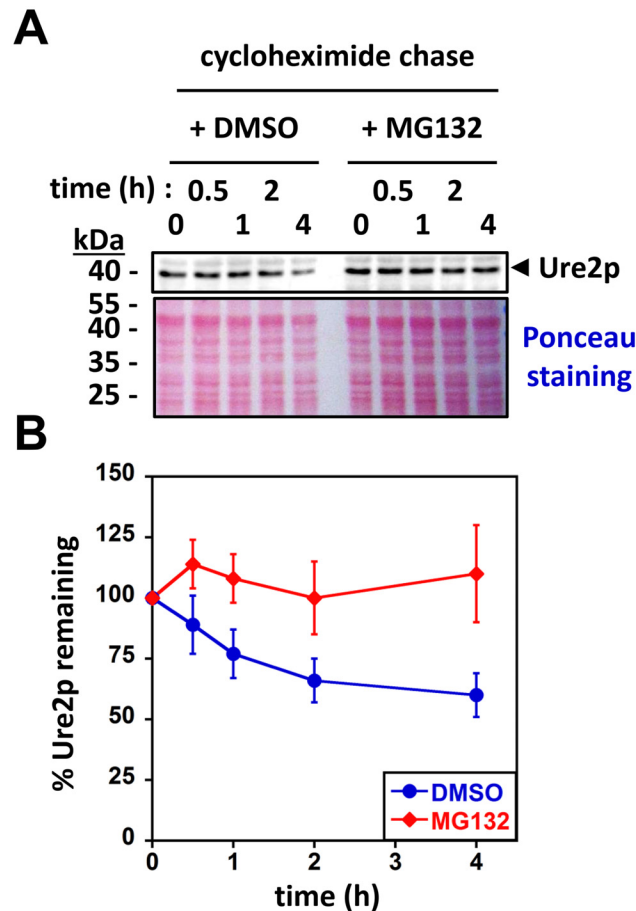 A
cycloheximide chase
+ DMSO + MG132
time (h) : 0.5 2 0.5 2
0 1 4 0 1 4
kDa
40 - Ure2p
55 -
40 -
35 -
25 -
Ponceau
staining
B
150
125
100
75
50
25
0
% Ure2p remaining
DMSO
MG132
0 1 2 3 4
time (h)